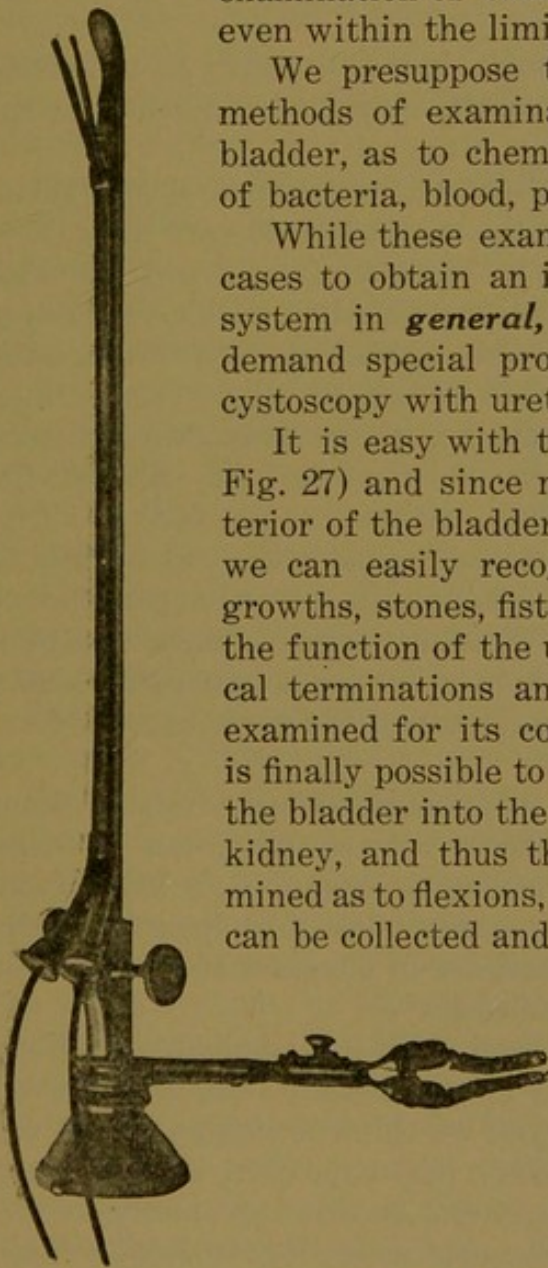 even within the limi
We presuppose t
methods of examina
bladder, as to chem
of bacteria, blood, p
While these exam
cases to obtain an i
system in general,
demand special pro
cystoscopy with uret
It is easy with t
Fig. 27) and since r
terior of the bladder
we can easily reco
growths, stones, fist
the function of the u
cal terminations an
examined for its co
is finally possible to
the bladder into the
kidney, and thus th
mined as to flexions,
can be collected and